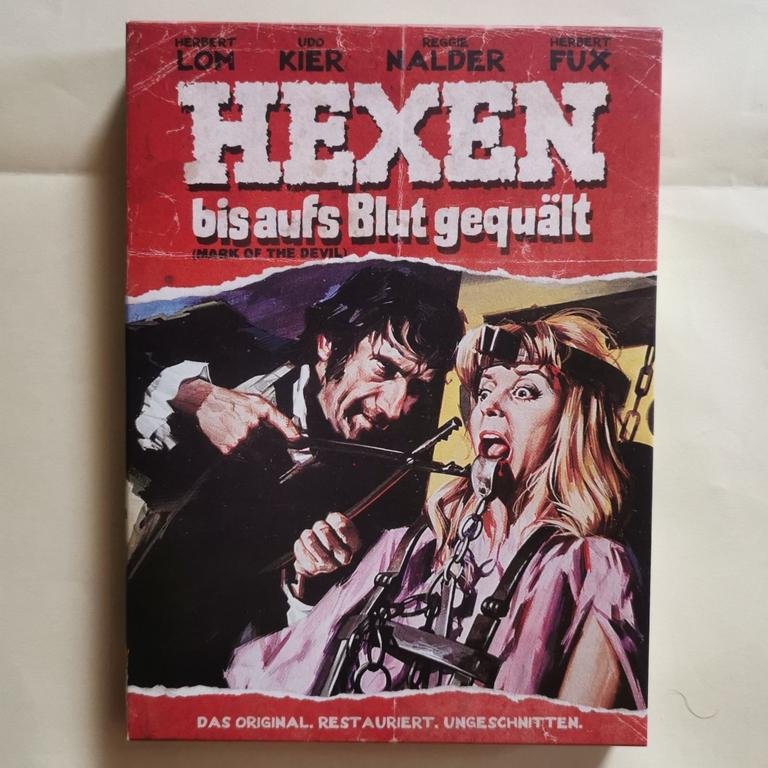 HERBERT UDO REGGIE HERBERT
LOM KIER NALDER FUX
HEXEN
bis aufs Blut gequält
(MARK OF THE DEVIL)
DAS ORIGINAL. RESTAURIERT. UNGESCHNITTEN.